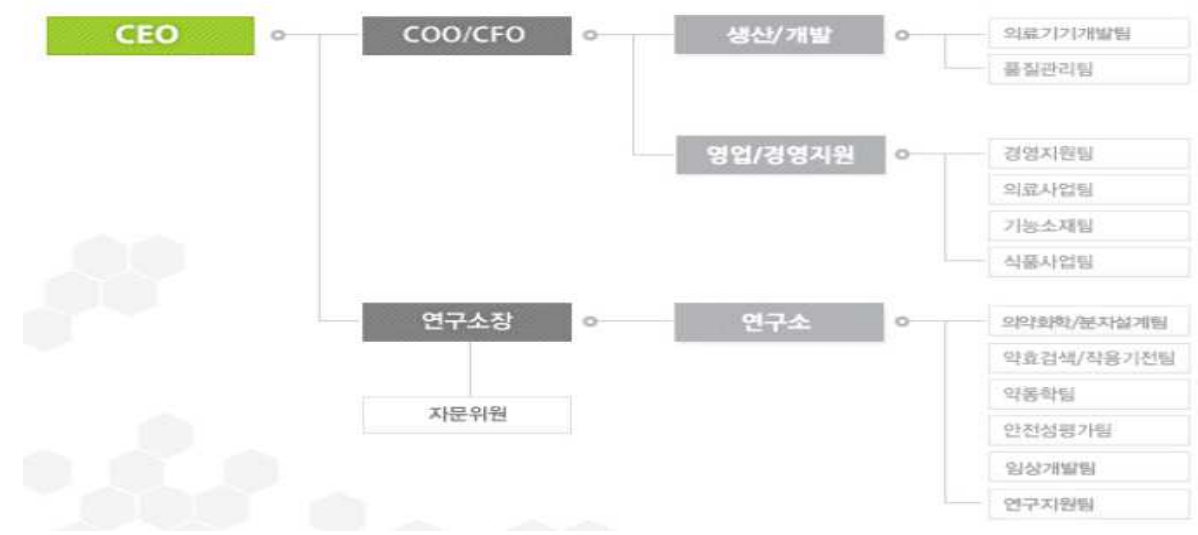 CEO
COO/CFO
생산/개발
의료기기개발팀
품질관리팀
영업/경영지원
경영지원팀
의료사업팀
기능소재팀
식품사업팀
연구소장
연구소
의약화학/분자설계팀
약효검색/작용기전팀
약동학팀
안전성평가팀
임상개발팀
연구지원팀
자문위원